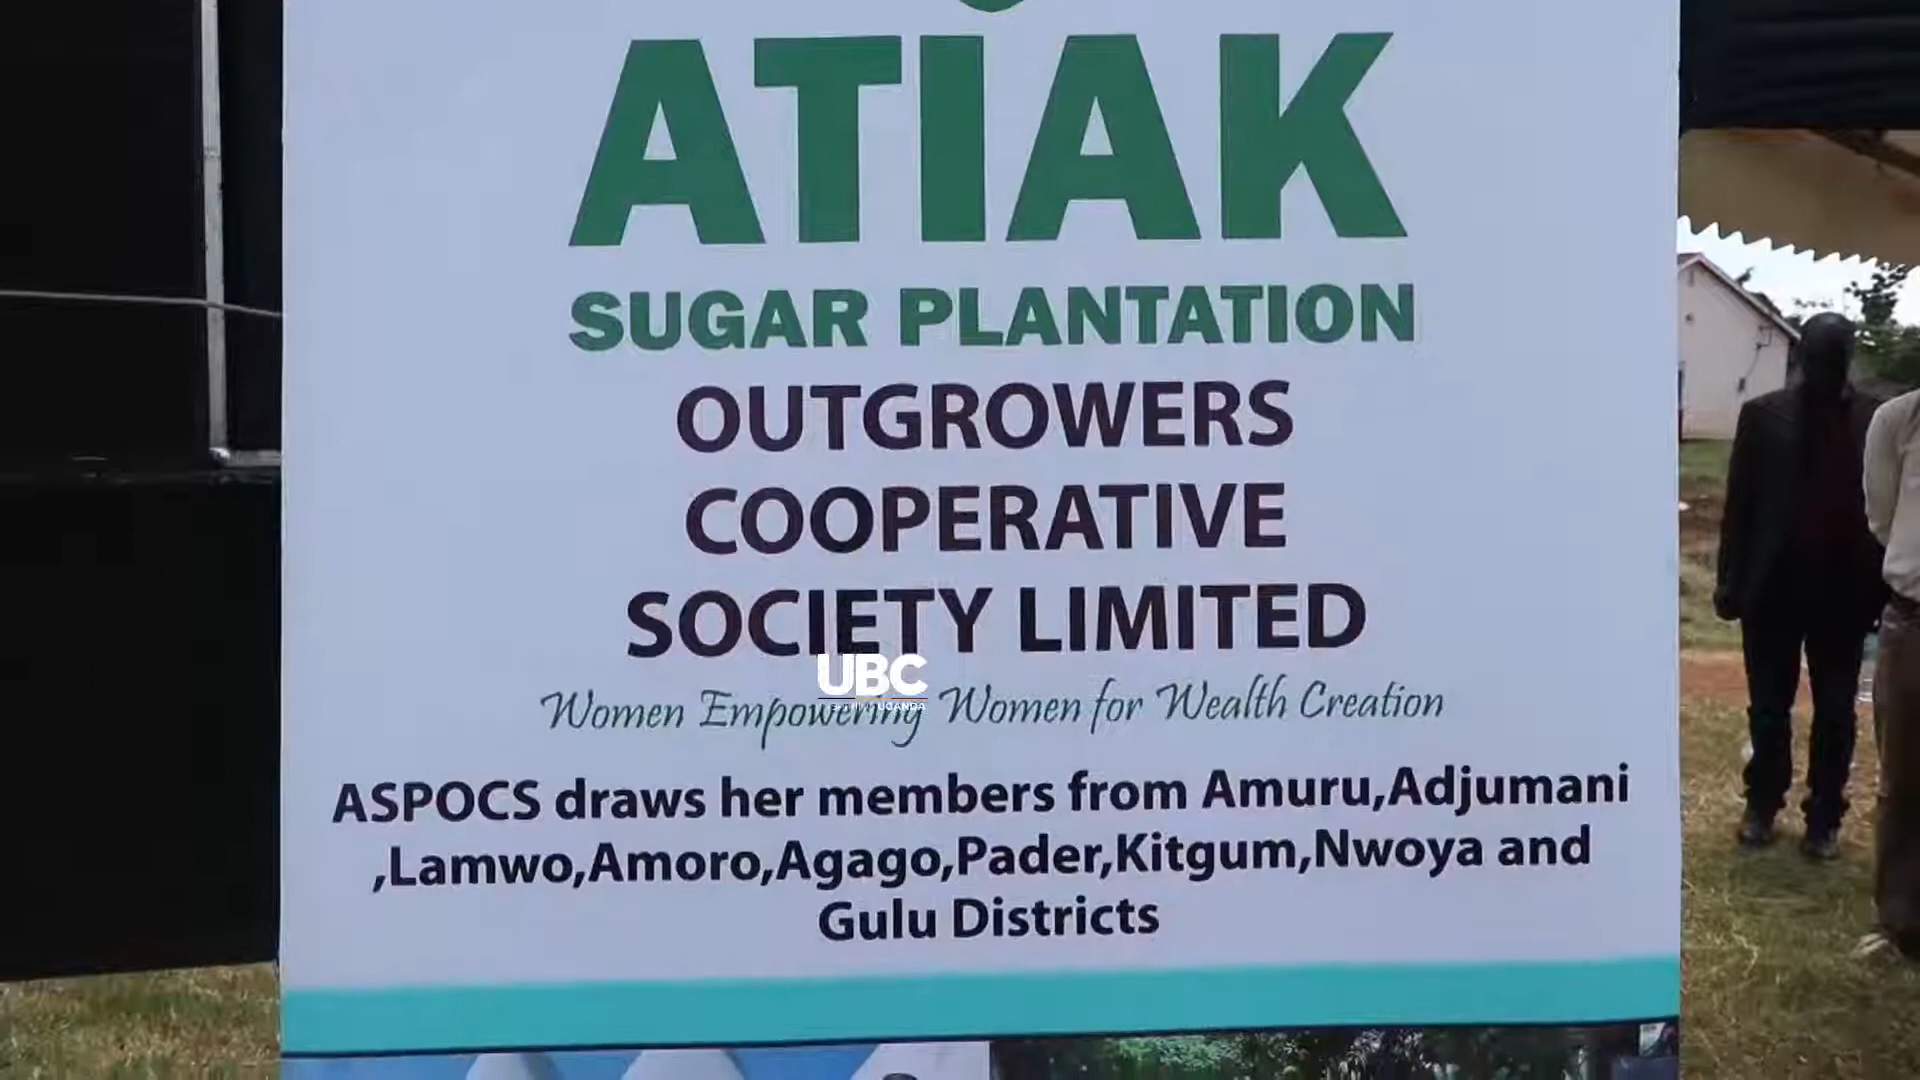 ATIAK
SUGAR PLANTATION
OUTGROWERS
COOPERATIVE
SOCIETY LIMITED
UBC
UGANDA
Women Empowering Women for Wealth Creation
ASPOCS draws her members from Amuru,Adjumani
,Lamwo,Amoro,Agago,Pader,Kitgum,Nwoya and
Gulu Districts